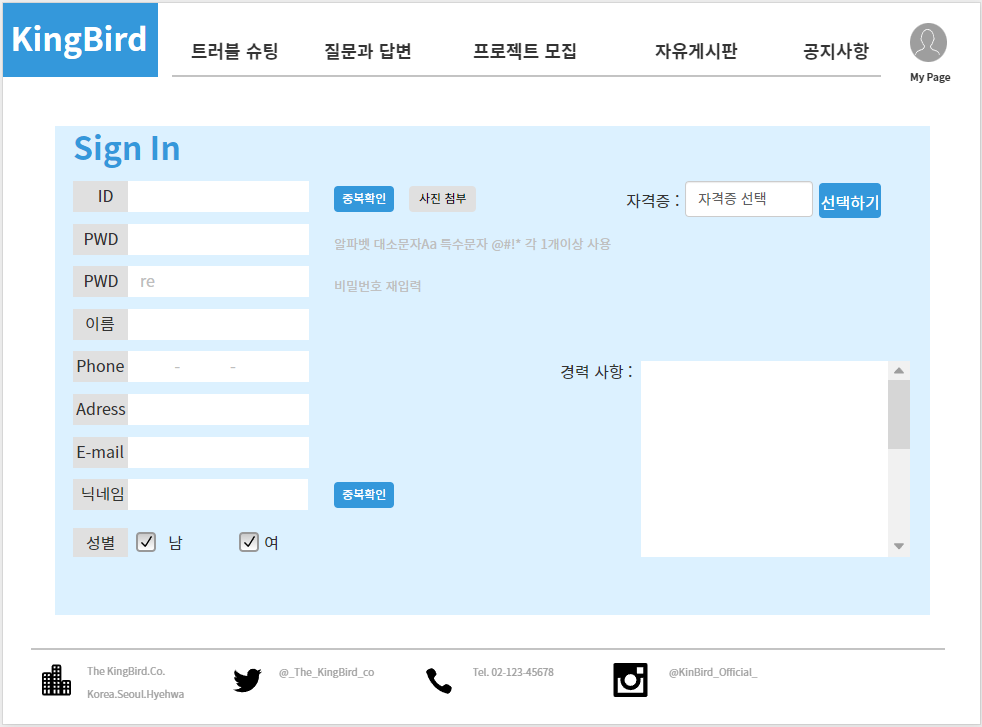 KingBird
트러블 슈팅 질문과 답변 프로젝트 모집 자유게시판 공지사항
My Page
Sign In
ID 중복확인 사진 첨부 자격증 : 자격증 선택 선택하기
PWD 알파벳 대소문자Aa 특수문자 @#!* 각 1개이상 사용
PWD re 비밀번호 재입력
이름
Phone - -
경력 사항 :
Adress
E-mail
닉네임 중복확인
성별 남 여
The KingBird.Co.
Korea.Seoul.Hyehwa
@_The_KingBird_co
Tel. 02-123-45678
@KinBird_Official_